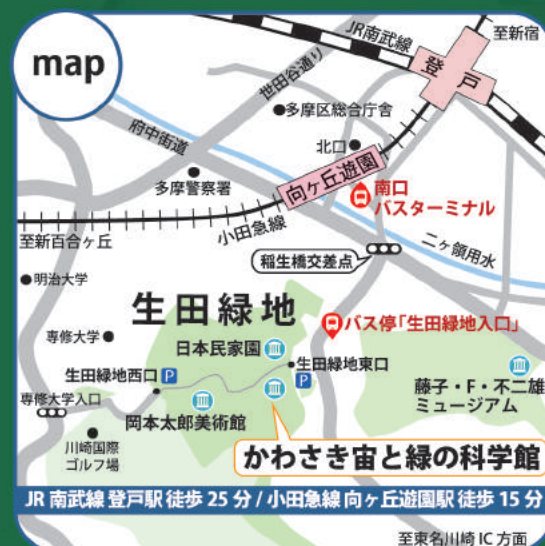 map
JR南武線
至新宿
登戸
世田谷通り
多摩区総合庁舎
府中街道
北口
向ヶ丘遊園
多摩警察署
南口
バスターミナル
小田急線
至新百合ヶ丘
二ヶ領用水
稲生橋交差点
明治大学
生田緑地
バス停「生田緑地入口」
専修大学
日本民家園
生田緑地東口
生田緑地西口
P
P
専修大学入口
岡本太郎美術館
藤子・F・不二雄
ミュージアム
川崎国際
ゴルフ場
かわさき宙と緑の科学館
JR 南武線 登戸駅 徒歩 25 分 / 小田急線 向ヶ丘遊園駅 徒歩 15 分
至東名川崎 IC 方面